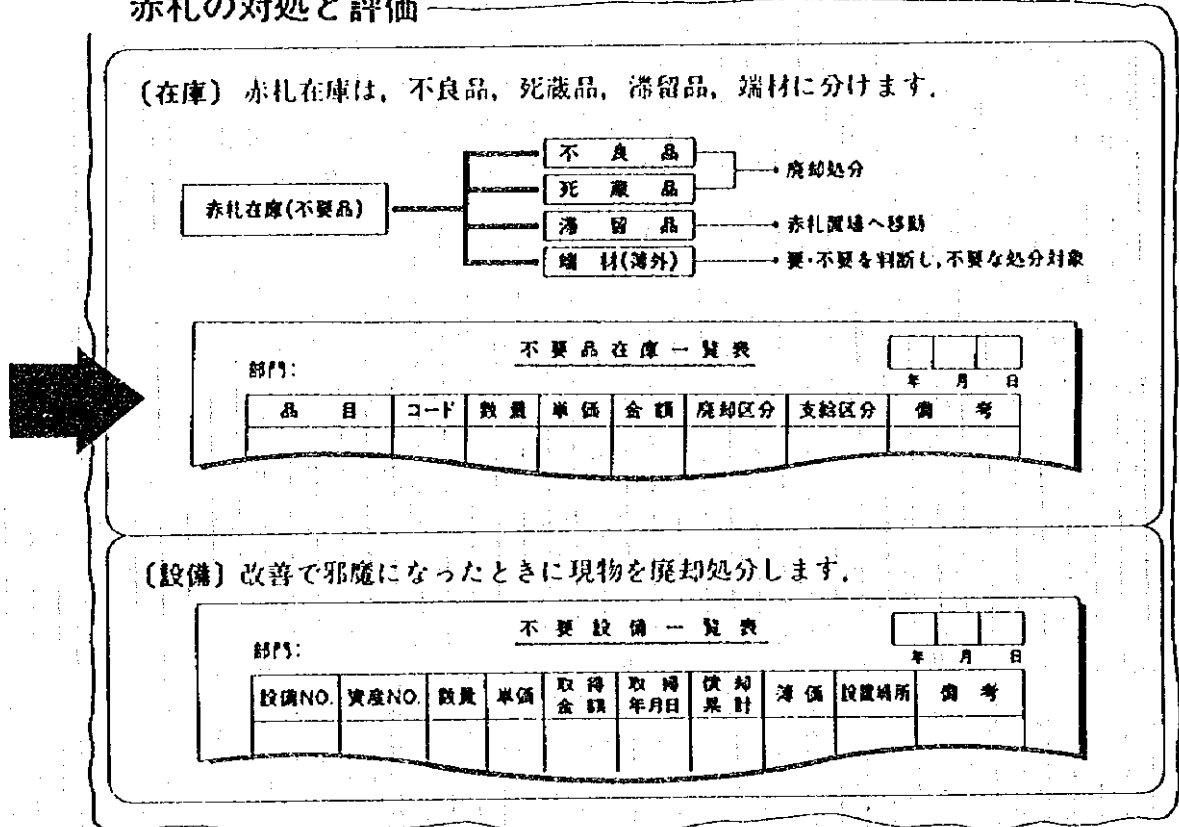 赤札の対処と評価
〔在庫〕 赤札在庫は，不良品，死蔵品，滞留品，端材に分けます．
赤札在庫(不要品)
不良品
死蔵品
廃却処分
滞留品
赤札置場へ移動
端材(簿外)
要・不要を判断し，不要な処分対象
不要品在庫一覧表
部門：
年 月 日
品目 コード 数量 単価 金額 廃却区分 支給区分 備考
〔設備〕 改善で邪魔になったときに現物を廃却処分します．
不要設備一覧表
部門：
年 月 日
設備NO. 資産NO. 数量 単価 取得金額 取得年月日 償却累計 簿価 設置場所 備考